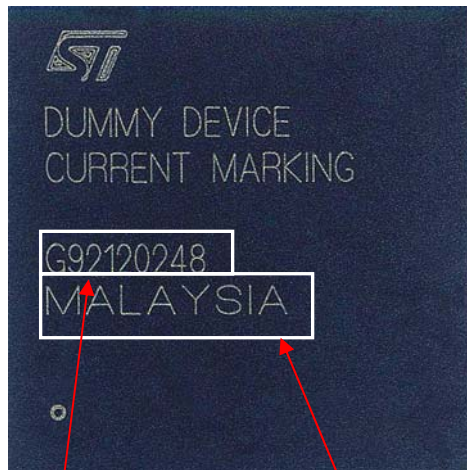 ST
DUMMY DEVICE
CURRENT MARKING
G92120248
MALAYSIA